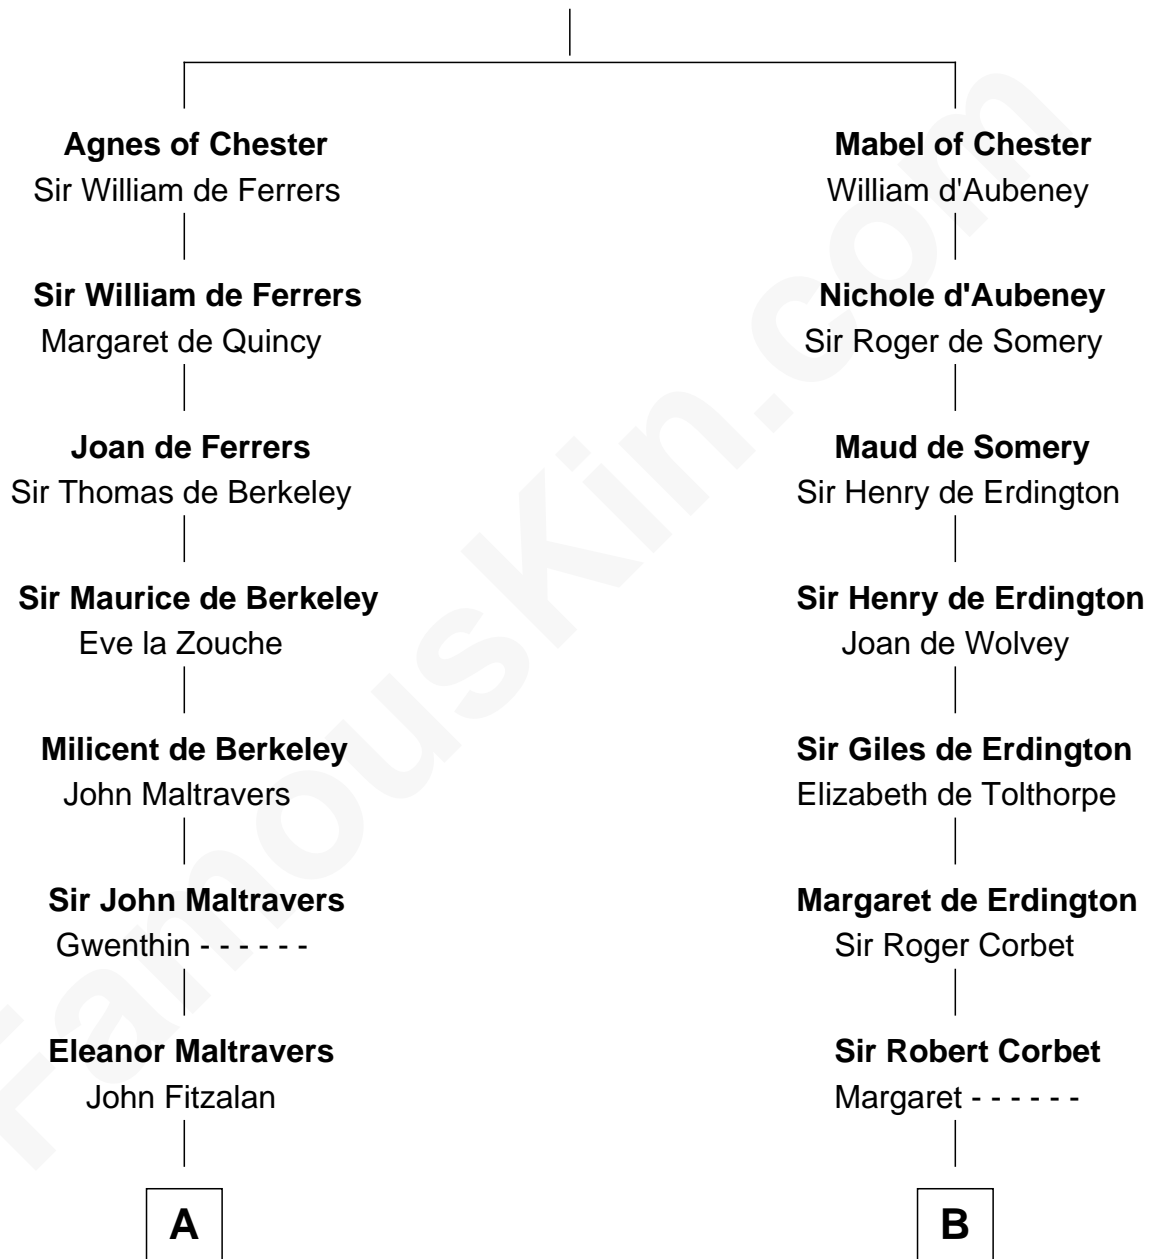 Agnes of Chester
Sir William de Ferrers
Mabel of Chester
William d'Aubeney
Sir William de Ferrers
Margaret de Quincy
Nichole d'Aubeney
Sir Roger de Somery
Joan de Ferrers
Sir Thomas de Berkeley
Maud de Somery
Sir Henry de Erdington
Sir Maurice de Berkeley
Eve la Zouche
Sir Henry de Erdington
Joan de Wolvey
Milicent de Berkeley
John Maltravers
Sir Giles de Erdington
Elizabeth de Tolthorpe
Sir John Maltravers
Gwenthin - - - - - -
Margaret de Erdington
Sir Roger Corbet
Eleanor Maltravers
John Fitzalan
Sir Robert Corbet
Margaret - - - - - -
A
B
FamousKin.com